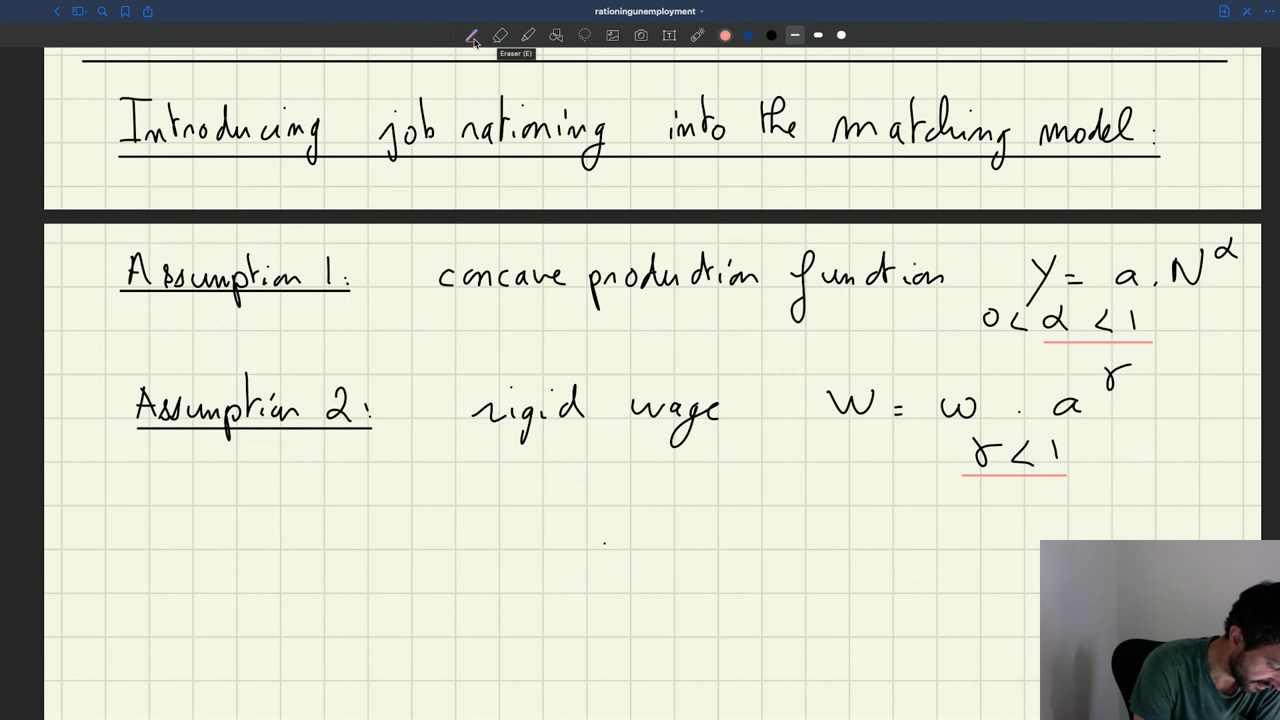 rationingunemployment
Eraser (E)
Introducing job rationing into the matching model:
Assumption 1: concave production function Y = a . N^α
0 < α < 1
Assumption 2: rigid wage W = ω . a^γ
γ < 1